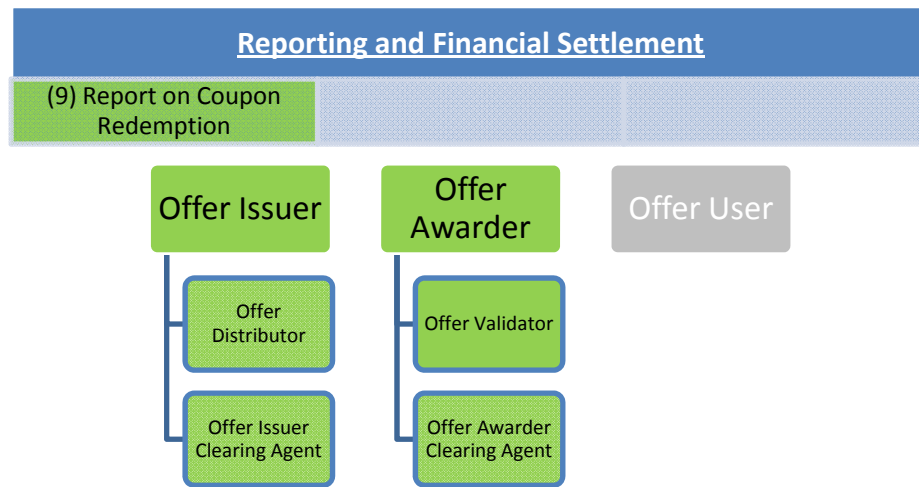 Reporting and Financial Settlement
(9) Report on Coupon
Redemption
Offer Issuer
Offer
Awarder
Offer User
Offer
Distributor
Offer Validator
Offer Issuer
Clearing Agent
Offer Awarder
Clearing Agent